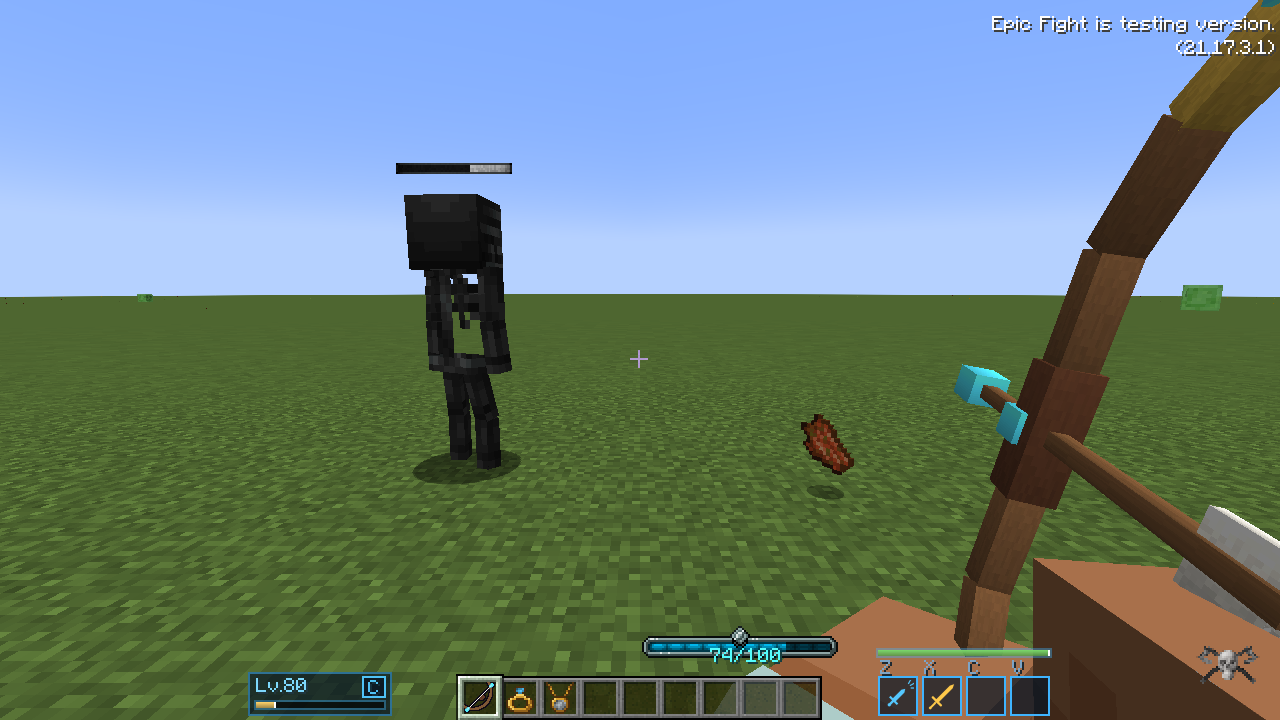 Epic Fight is testing version.
(21.17.3.1)
74/100
Z X C V
Lv.80 C